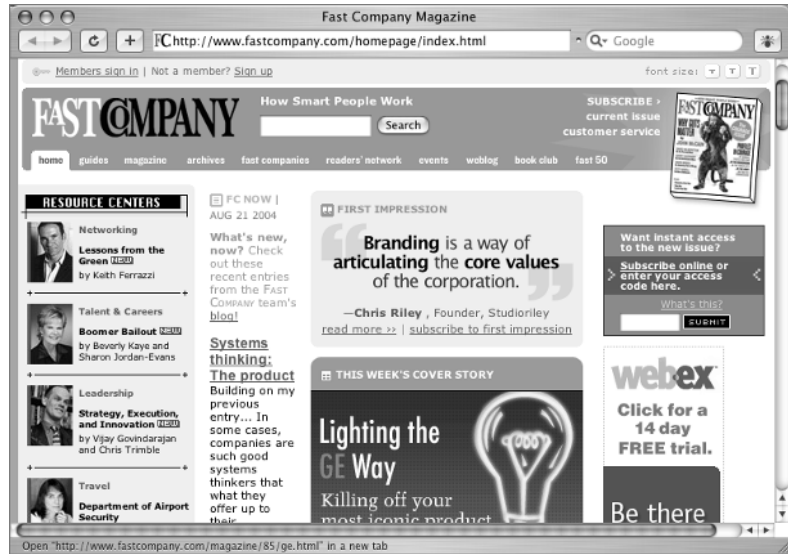 Fast Company Magazine
http://www.fastcompany.com/homepage/index.html
Google
Members sign in | Not a member? Sign up
font size: T T T
FAST COMPANY
How Smart People Work
Search
SUBSCRIBE ›
current issue
customer service
FAST COMPANY
WHY GUTS
MATTER
home guides magazine archives fast companies readers' network events weblog book club fast 50
RESOURCE CENTERS
Networking
Lessons from the
Green NEW
by Keith Ferrazzi
Talent & Careers
Boomer Bailout NEW
by Beverly Kaye and
Sharon Jordan-Evans
Leadership
Strategy, Execution,
and Innovation NEW
by Vijay Govindarajan
and Chris Trimble
Travel
Department of Airport
Security
FC NOW |
AUG 21 2004
What's new,
now? Check
out these
recent entries
from the FAST
COMPANY team's
blog!
Systems
thinking:
The product
Building on my
previous
entry... In
some cases,
companies are
such good
systems
thinkers that
what they
offer up to
their
FIRST IMPRESSION
Branding is a way of
articulating the core values
of the corporation.
—Chris Riley , Founder, Studioriley
read more >> | subscribe to first impression
THIS WEEK'S COVER STORY
Lighting the
GE Way
Killing off your
most iconic product
Want instant access
to the new issue?
Subscribe online or
enter your access
code here.
What's this?
SUBMIT
webex
Click for a
14 day
FREE trial.
Be there
Open "http://www.fastcompany.com/magazine/85/ge.html" in a new tab